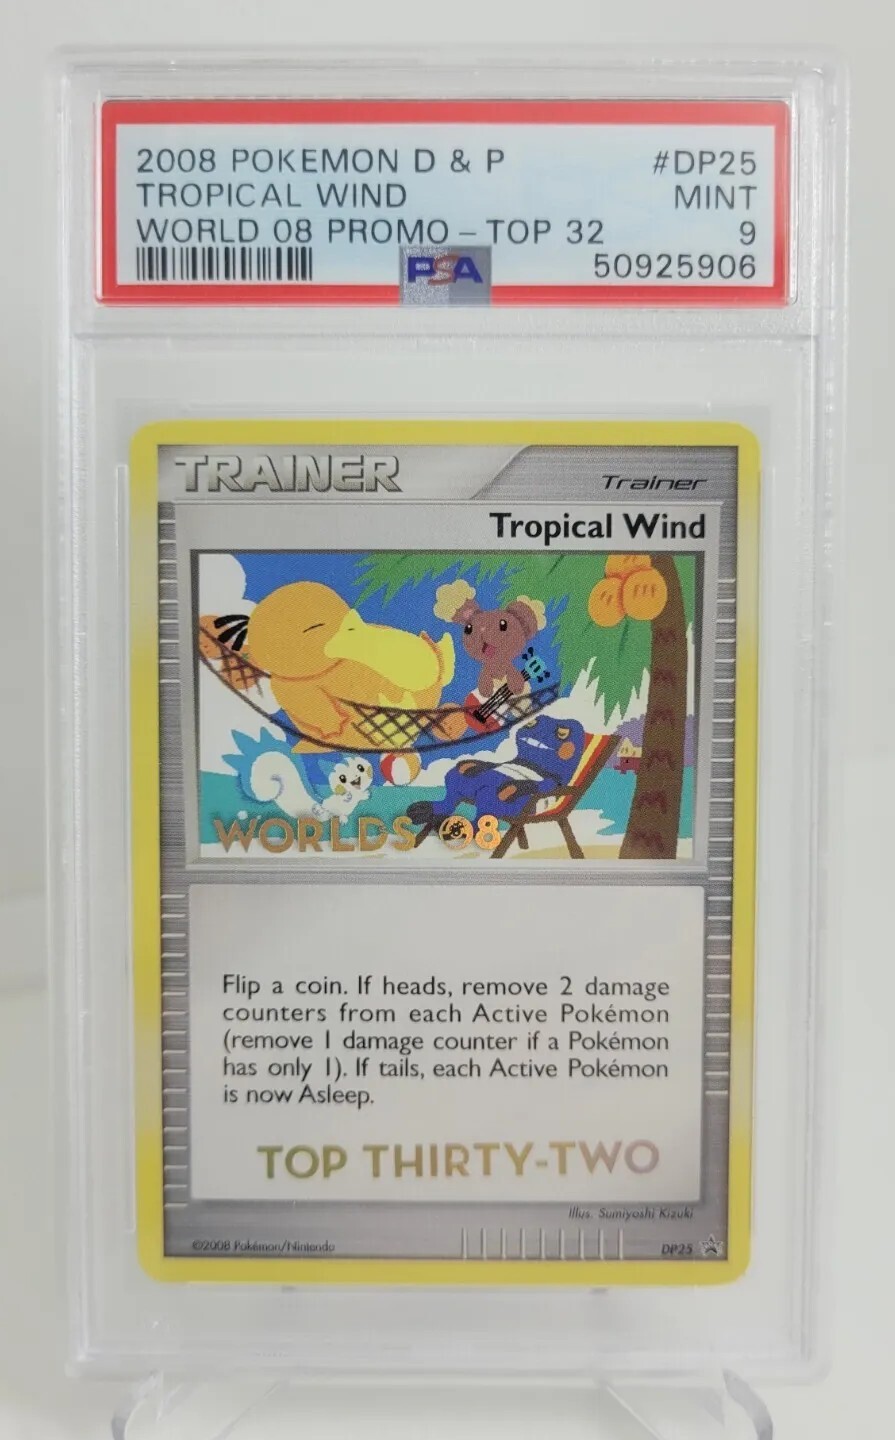 2008 POKEMON D & P #DP25
TROPICAL WIND MINT
WORLD 08 PROMO – TOP 32 9
PSA 50925906
TRAINER Trainer
Tropical Wind
WORLDS 08
Flip a coin. If heads, remove 2 damage
counters from each Active Pokémon
(remove 1 damage counter if a Pokémon
has only 1). If tails, each Active Pokémon
is now Asleep.
TOP THIRTY-TWO
Illus. Sumiyoshi Kizuki
©2008 Pokémon/Nintendo DP25